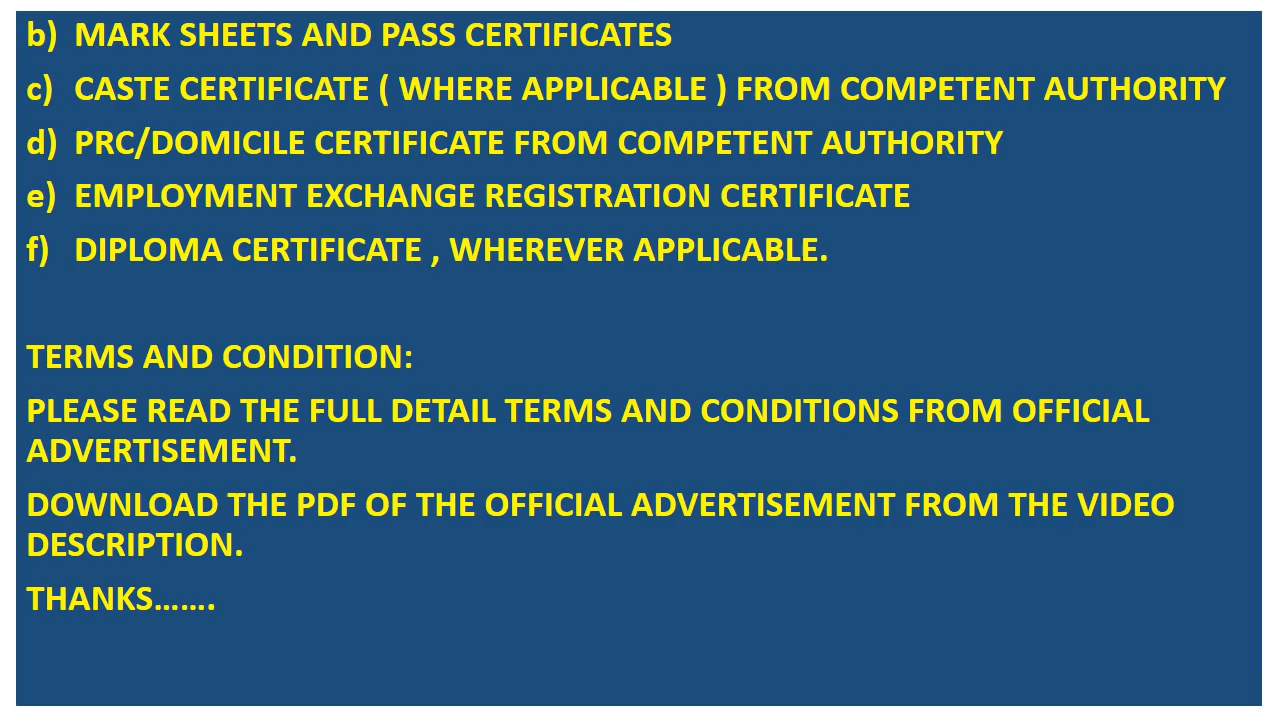 b) MARK SHEETS AND PASS CERTIFICATES
c) CASTE CERTIFICATE ( WHERE APPLICABLE ) FROM COMPETENT AUTHORITY
d) PRC/DOMICILE CERTIFICATE FROM COMPETENT AUTHORITY
e) EMPLOYMENT EXCHANGE REGISTRATION CERTIFICATE
f) DIPLOMA CERTIFICATE , WHEREVER APPLICABLE.
TERMS AND CONDITION:
PLEASE READ THE FULL DETAIL TERMS AND CONDITIONS FROM OFFICIAL
ADVERTISEMENT.
DOWNLOAD THE PDF OF THE OFFICIAL ADVERTISEMENT FROM THE VIDEO
DESCRIPTION.
THANKS…….